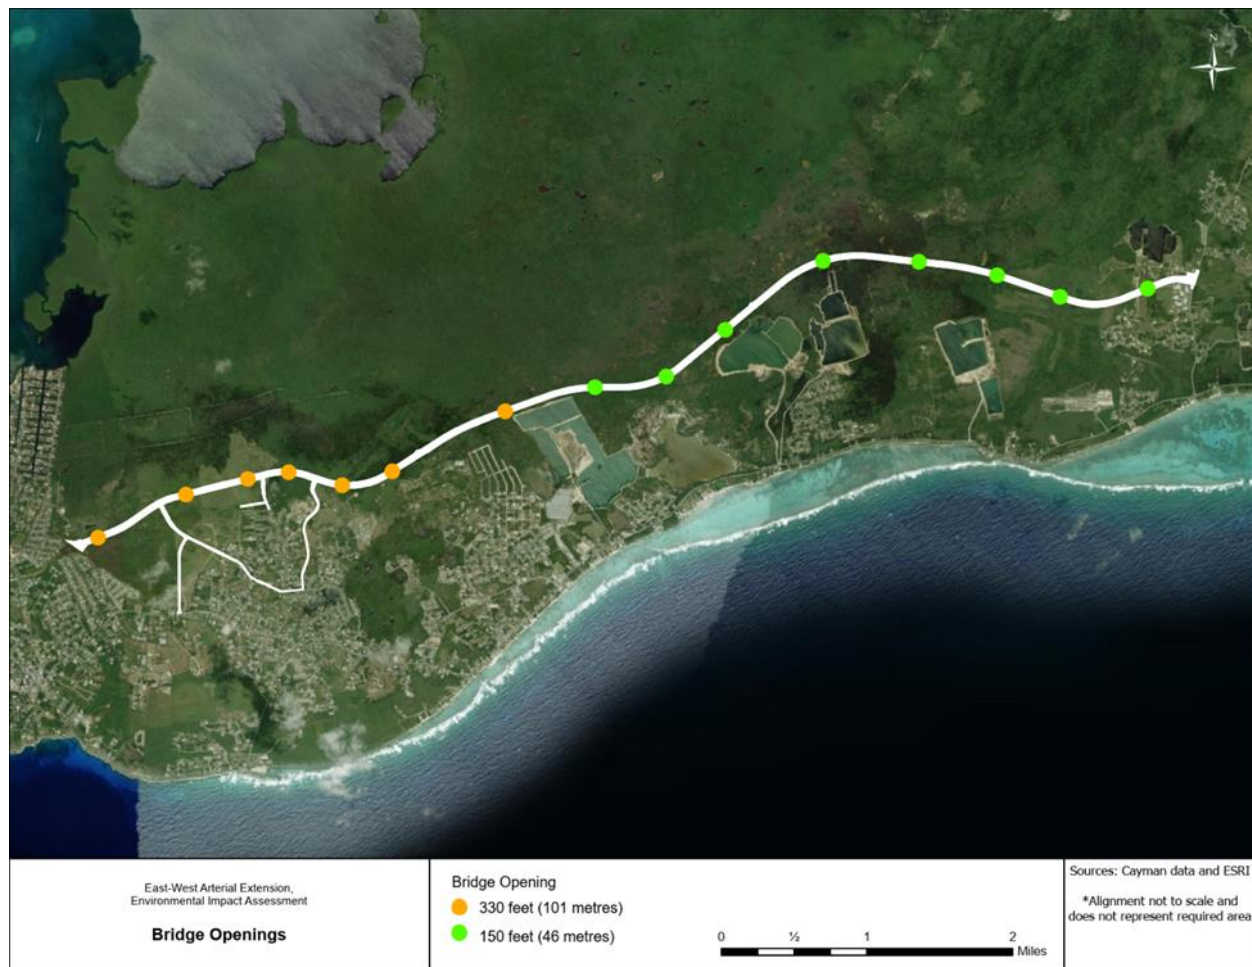 N
East-West Arterial Extension,
Environmental Impact Assessment
Bridge Openings
Bridge Opening
330 feet (101 metres)
150 feet (46 metres)
0 ½ 1 2
Miles
Sources: Cayman data and ESRI
*Alignment not to scale and
does not represent required area